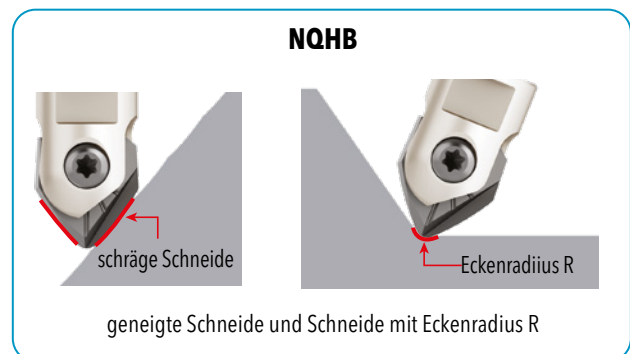 NQHB
schräge Schneide
Eckenradiius R
geneigte Schneide und Schneide mit Eckenradius R